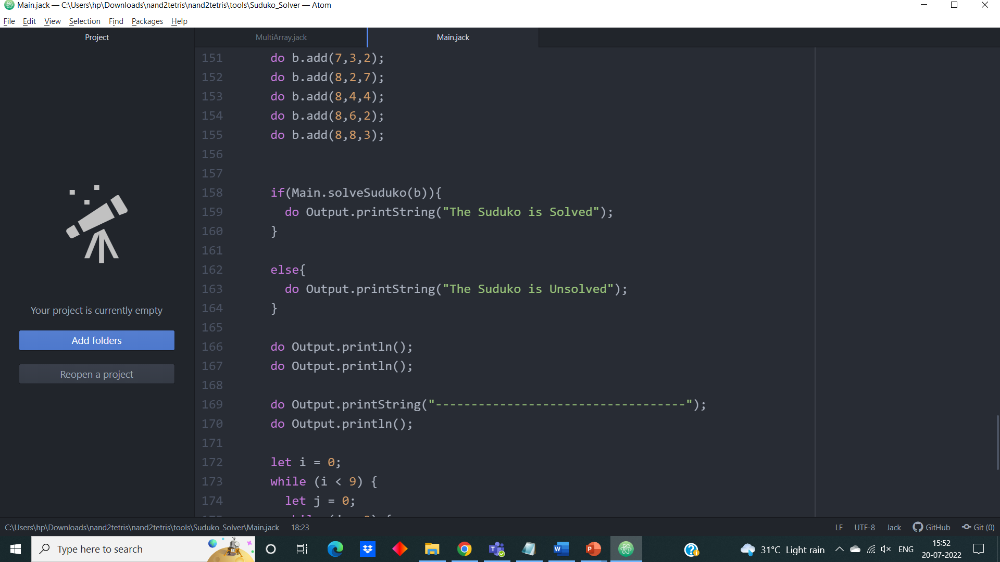 Main.jack — C:\Users\hp\Downloads\nand2tetris\nand2tetris\tools\Suduko_Solver — Atom
File Edit View Selection Find Packages Help
Project
MultiArray.jack
Main.jack
151 do b.add(7,3,2);
152 do b.add(8,2,7);
153 do b.add(8,4,4);
154 do b.add(8,6,2);
155 do b.add(8,8,3);
156
157
158 if(Main.solveSuduko(b)){
159 do Output.printString("The Suduko is Solved");
160 }
161
162 else{
163 do Output.printString("The Suduko is Unsolved");
164 }
165
166 do Output.println();
167 do Output.println();
168
169 do Output.printString("-----------------------------------");
170 do Output.println();
171
172 let i = 0;
173 while (i < 9) {
174 let j = 0;
Your project is currently empty
Add folders
Reopen a project
C:\Users\hp\Downloads\nand2tetris\nand2tetris\tools\Suduko_Solver\Main.jack 18:23
LF UTF-8 Jack GitHub Git (0)
Type here to search
31°C Light rain
ENG
15:52
20-07-2022